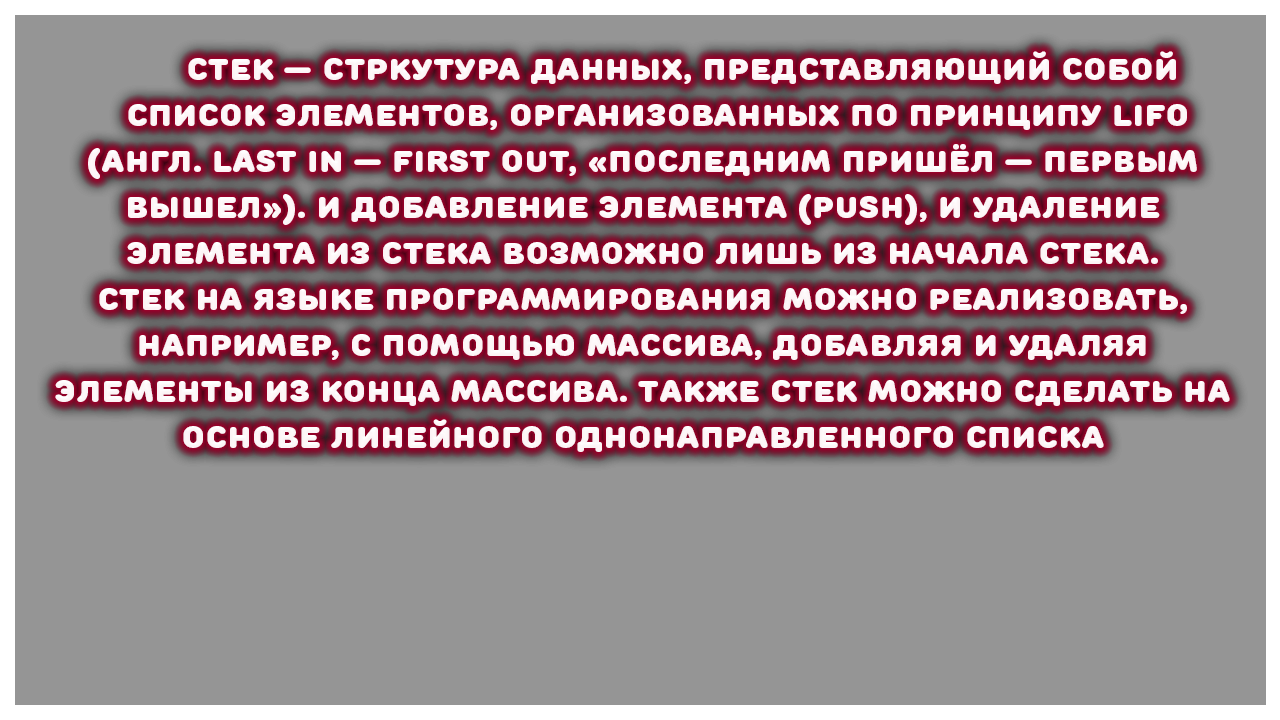 СТЕК — СТРКУТУРА ДАННЫХ, ПРЕДСТАВЛЯЮЩИЙ СОБОЙ
СПИСОК ЭЛЕМЕНТОВ, ОРГАНИЗОВАННЫХ ПО ПРИНЦИПУ LIFO
(АНГЛ. LAST IN — FIRST OUT, «ПОСЛЕДНИМ ПРИШЁЛ — ПЕРВЫМ
ВЫШЕЛ»). И ДОБАВЛЕНИЕ ЭЛЕМЕНТА (PUSH), И УДАЛЕНИЕ
ЭЛЕМЕНТА ИЗ СТЕКА ВОЗМОЖНО ЛИШЬ ИЗ НАЧАЛА СТЕКА.
СТЕК НА ЯЗЫКЕ ПРОГРАММИРОВАНИЯ МОЖНО РЕАЛИЗОВАТЬ,
НАПРИМЕР, С ПОМОЩЬЮ МАССИВА, ДОБАВЛЯЯ И УДАЛЯЯ
ЭЛЕМЕНТЫ ИЗ КОНЦА МАССИВА. ТАКЖЕ СТЕК МОЖНО СДЕЛАТЬ НА
ОСНОВЕ ЛИНЕЙНОГО ОДНОНАПРАВЛЕННОГО СПИСКА